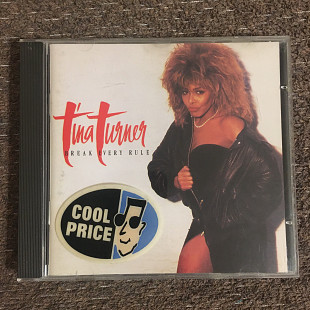 Tina Turner
BREAK EVERY RULE
COOL
PRICE